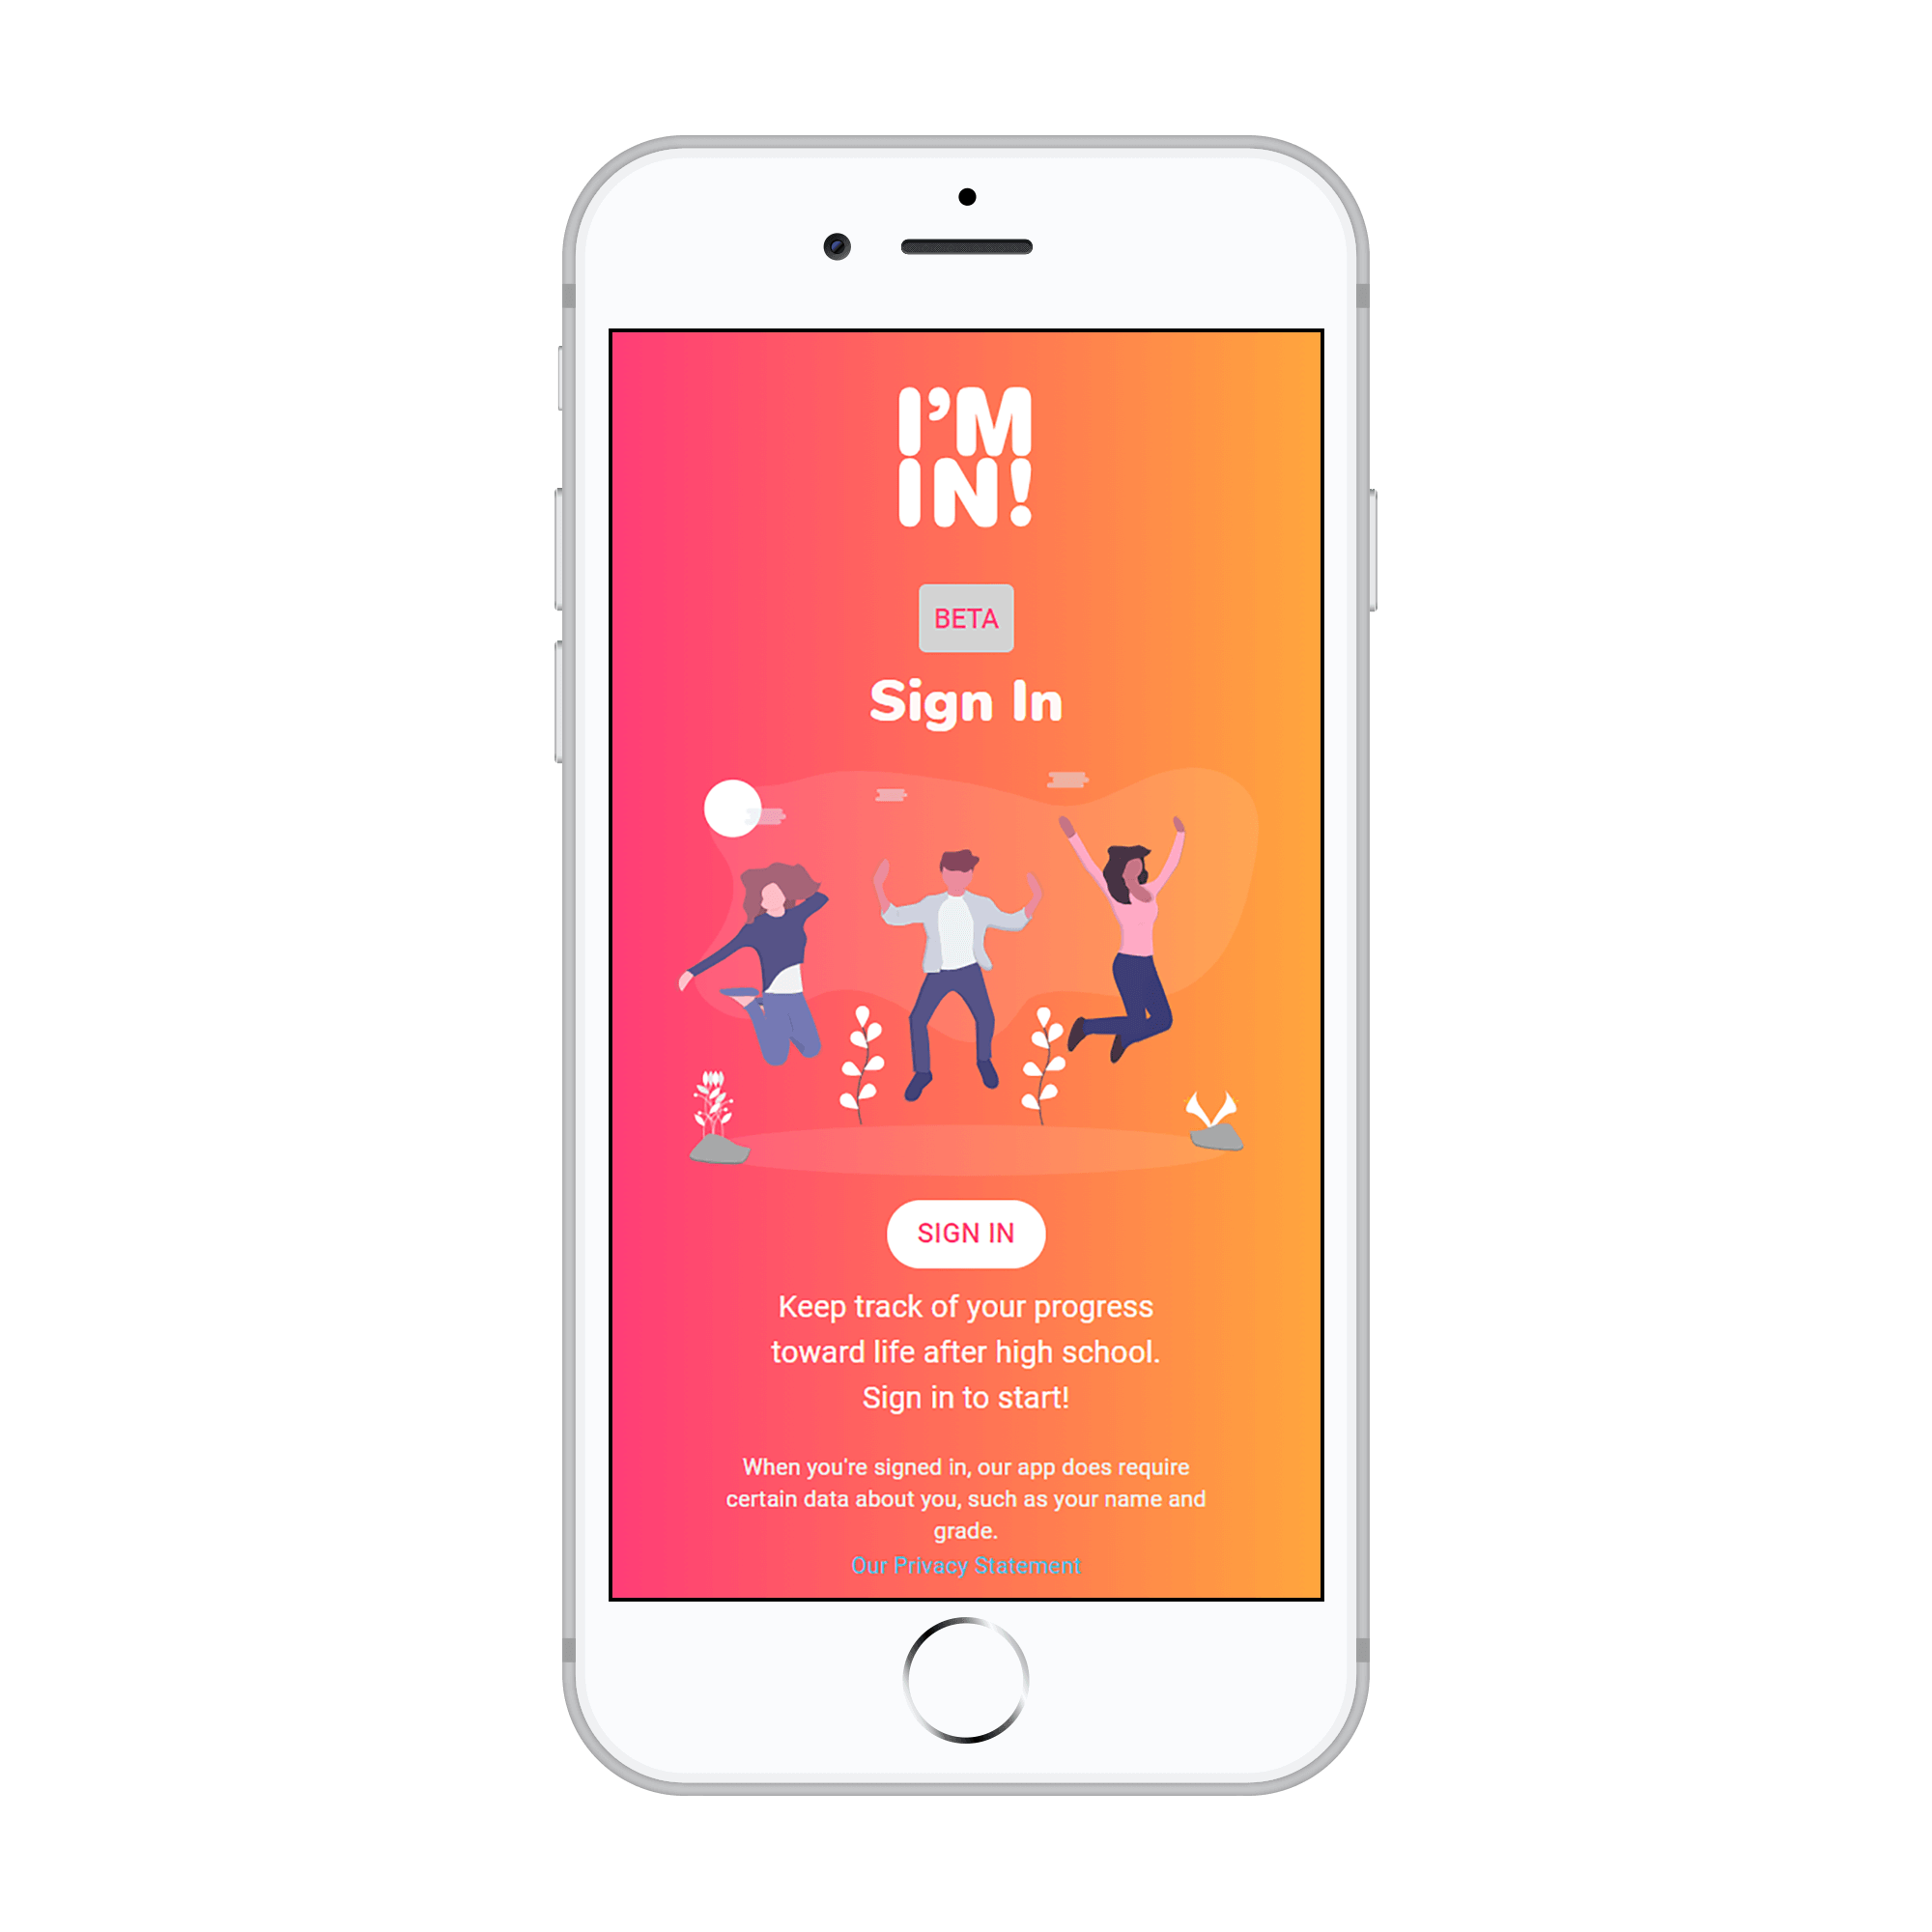 I’M
IN!
BETA
Sign In
SIGN IN
Keep track of your progress
toward life after high school.
Sign in to start!
When you're signed in, our app does require
certain data about you, such as your name and
grade.
Our Privacy Statement